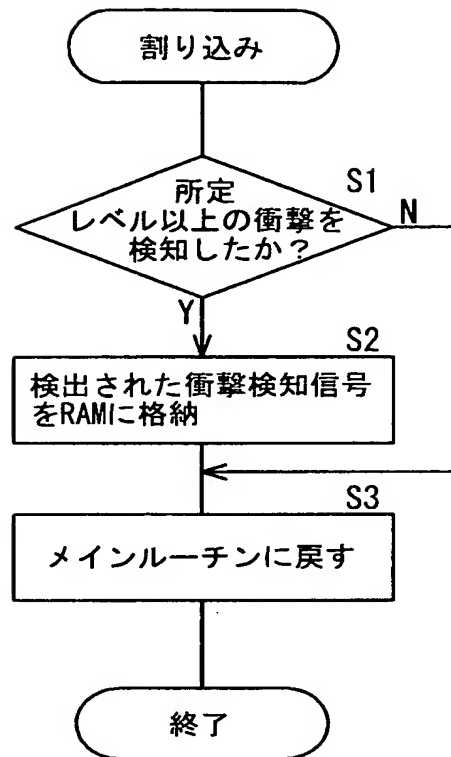 割り込み
S1
所定
レベル以上の衝撃を
検知したか？
N
Y
S2
検出された衝撃検知信号
をRAMに格納
S3
メインルーチンに戻す
終了